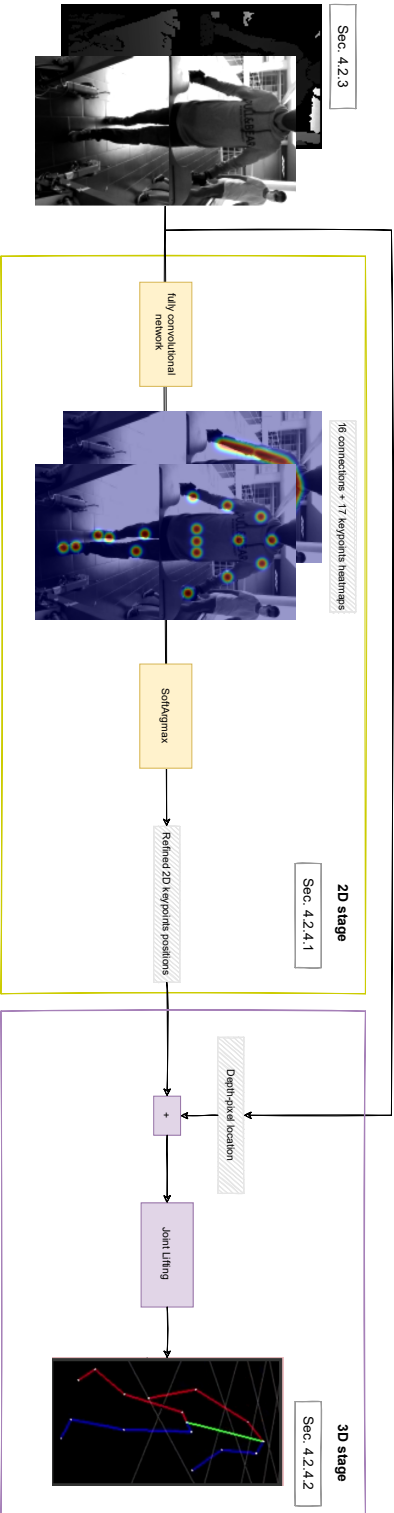 Sec. 4.2.3
fully convolutional
network
16 connections + 17 keypoints heatmaps
SoftArgmax
Refined 2D keypoints positions
2D stage
Sec. 4.2.4.1
Depth-pixel location
+
Joint Lifting
3D stage
Sec. 4.2.4.2